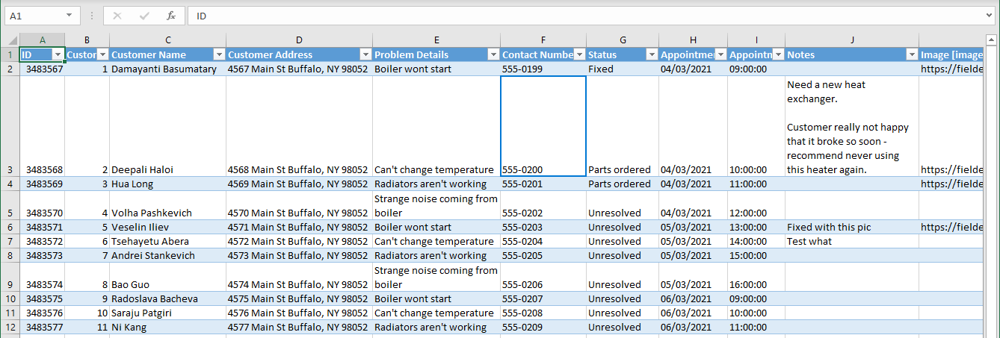 A1 fx ID
A B C D E F G H I J
1 ID Custor Customer Name Customer Address Problem Details Contact Numbe Status Appointme Appointn Notes Image [image
2 3483567 1 Damayanti Basumatary 4567 Main St Buffalo, NY 98052 Boiler wont start 555-0199 Fixed 04/03/2021 09:00:00 https://fielde
Need a new heat
exchanger.
Customer really not happy
that it broke so soon -
recommend never using
3 3483568 2 Deepali Haloi 4568 Main St Buffalo, NY 98052 Can't change temperature 555-0200 Parts ordered 04/03/2021 10:00:00 this heater again. https://fielde
4 3483569 3 Hua Long 4569 Main St Buffalo, NY 98052 Radiators aren't working 555-0201 Parts ordered 04/03/2021 11:00:00 https://fielde
Strange noise coming from
5 3483570 4 Volha Pashkevich 4570 Main St Buffalo, NY 98052 boiler 555-0202 Unresolved 04/03/2021 12:00:00
6 3483571 5 Veselin Iliev 4571 Main St Buffalo, NY 98052 Boiler wont start 555-0203 Unresolved 05/03/2021 13:00:00 Fixed with this pic https://fielde
7 3483572 6 Tsehayetu Abera 4572 Main St Buffalo, NY 98052 Can't change temperature 555-0204 Unresolved 05/03/2021 14:00:00 Test what
8 3483573 7 Andrei Stankevich 4573 Main St Buffalo, NY 98052 Radiators aren't working 555-0205 Unresolved 05/03/2021 15:00:00
Strange noise coming from
9 3483574 8 Bao Guo 4574 Main St Buffalo, NY 98052 boiler 555-0206 Unresolved 05/03/2021 16:00:00
10 3483575 9 Radoslava Bacheva 4575 Main St Buffalo, NY 98052 Boiler wont start 555-0207 Unresolved 06/03/2021 09:00:00
11 3483576 10 Saraju Patgiri 4576 Main St Buffalo, NY 98052 Can't change temperature 555-0208 Unresolved 06/03/2021 10:00:00
12 3483577 11 Ni Kang 4577 Main St Buffalo, NY 98052 Radiators aren't working 555-0209 Unresolved 06/03/2021 11:00:00